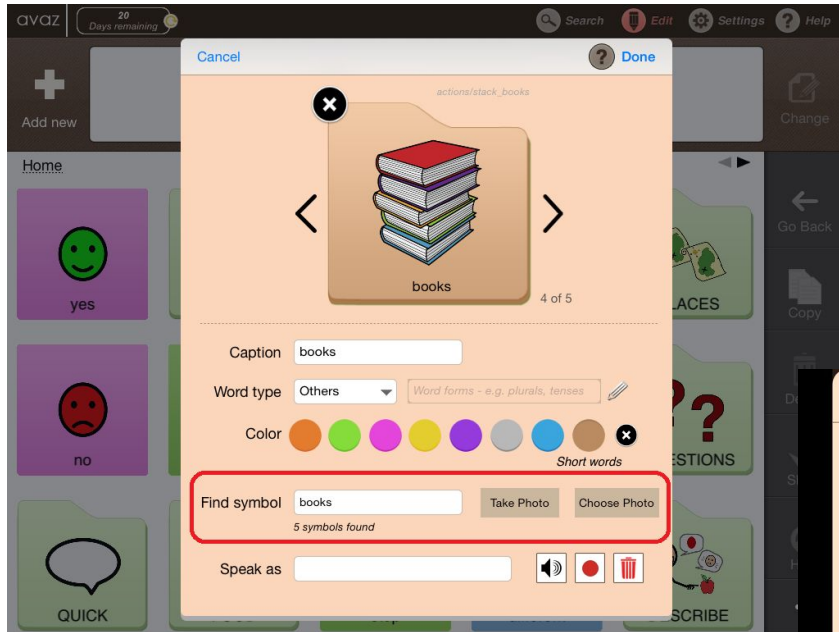 avaz
20
Days remaining
Search
Edit
Settings
Help
Cancel
?
Done
Add new
actions/stack_books
Change
Home
books
4 of 5
Go Back
yes
ACES
Copy
Caption books
Word type Others Word forms - e.g. plurals, tenses
Color
Short words
no
STIONS
Find symbol books Take Photo Choose Photo
5 symbols found
Speak as
QUICK
SCRIBE